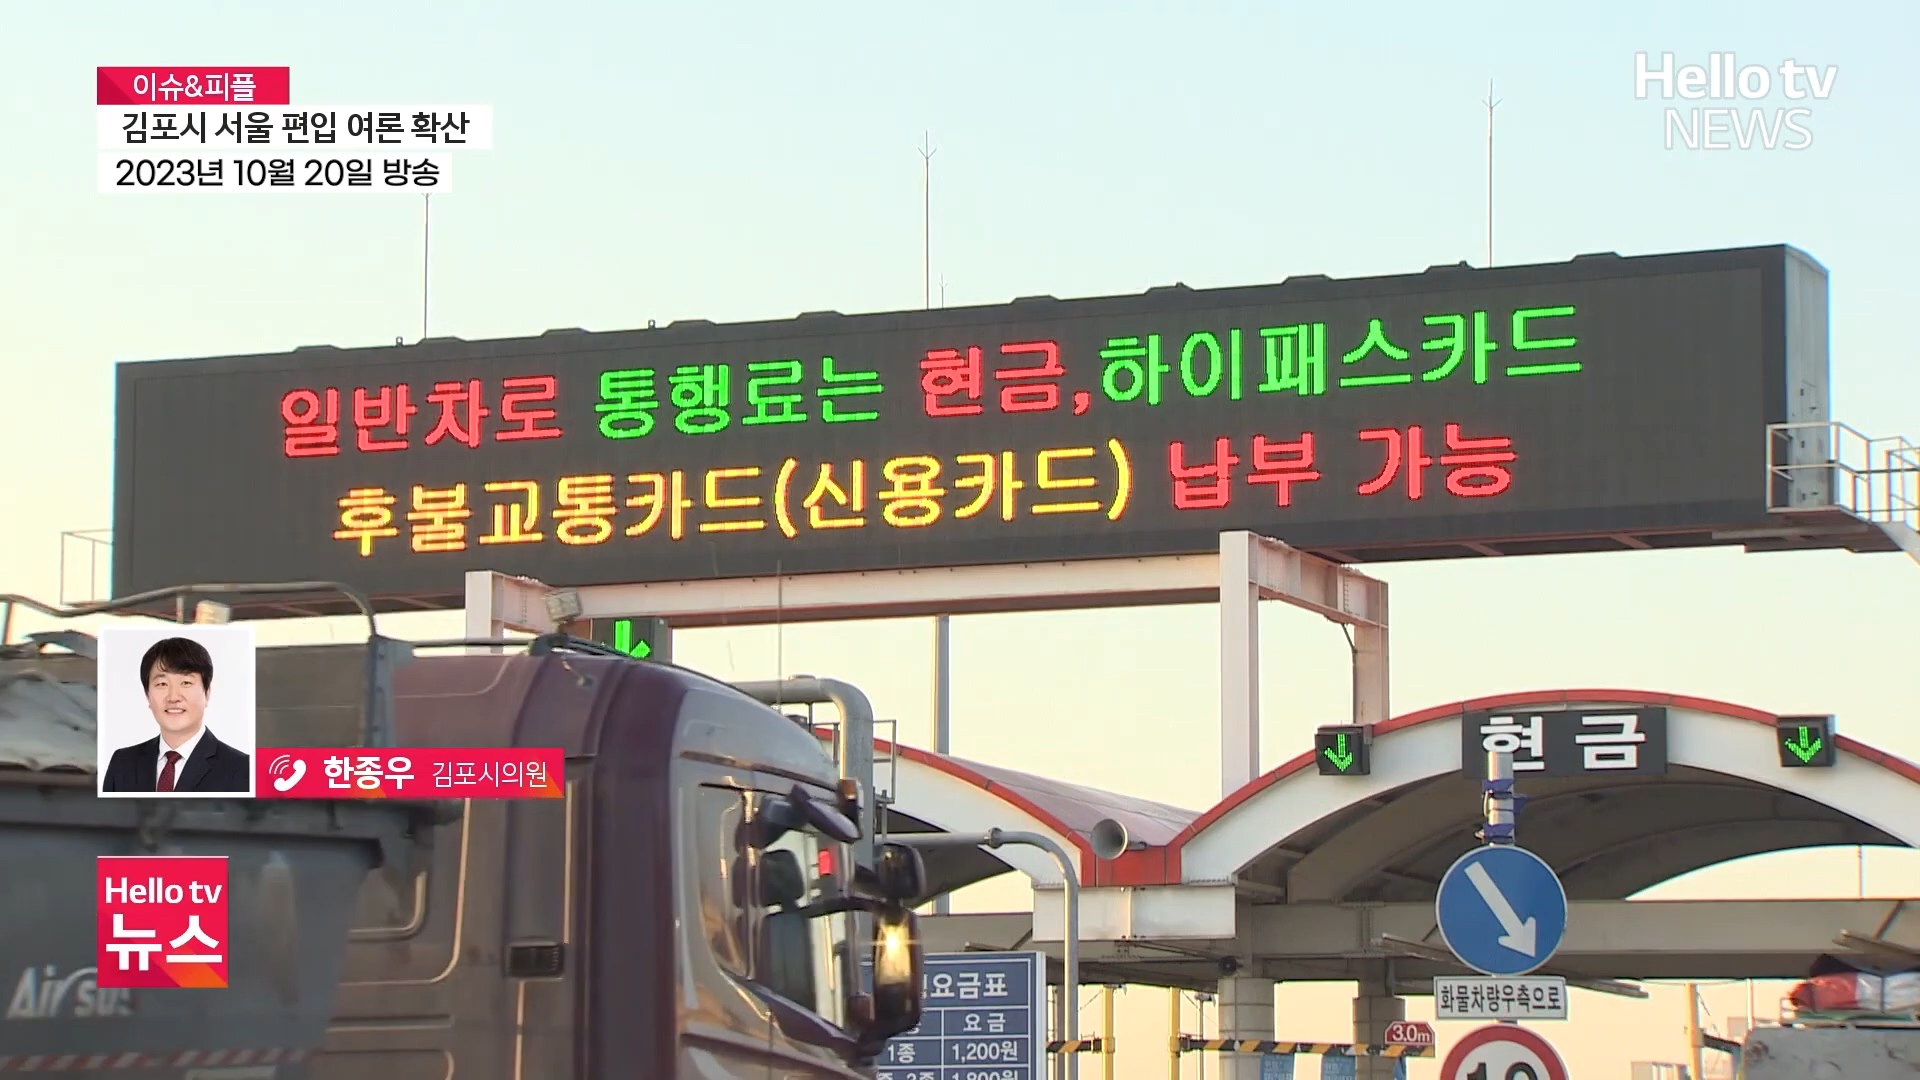 이슈&피플
김포시 서울 편입 여론 확산
2023년 10월 20일 방송
Hello tv
NEWS
일반차로 통행료는 현금,하이패스카드
후불교통카드(신용카드) 납부 가능
현금
한종우 김포시의원
Hello tv
뉴스
요금표
요금
1종 1,200원
1,800원
화물차량우측으로
3.0m